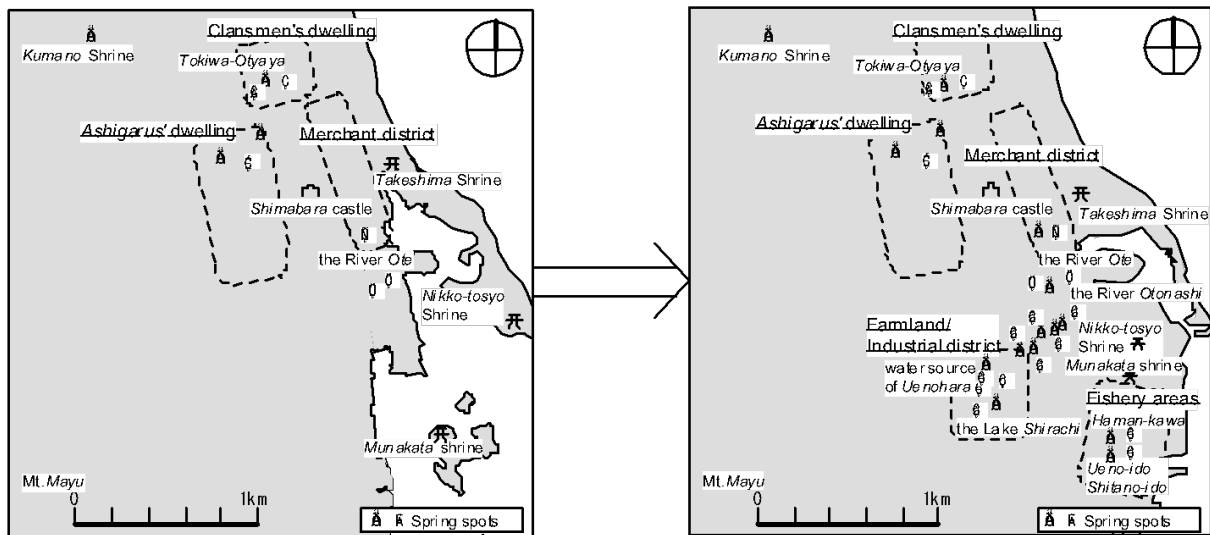 Clansmen's dwelling
Kumano Shrine
Tokiwa-Otyaya
Ashigarus' dwelling
Merchant district
Takeshima Shrine
Shimabara castle
the River Ote
Nikko-tosyo
Shrine
Munakata shrine
Mt. Mayu
0
1km
Spring spots
Clansmen's dwelling
Kumano Shrine
Tokiwa-Otyaya
Ashigarus' dwelling
Merchant district
Shimabara castle
Takeshima Shrine
the River Ote
the River Otonashi
Farmland/
Industrial district
Nikko-tosyo
Shrine
Munakata shrine
water source
of Uenohara
Fishery areas
Haman-kawa
the Lake Shirachi
Ueno-ido
Shitano-ido
Mt. Mayu
0
1km
Spring spots